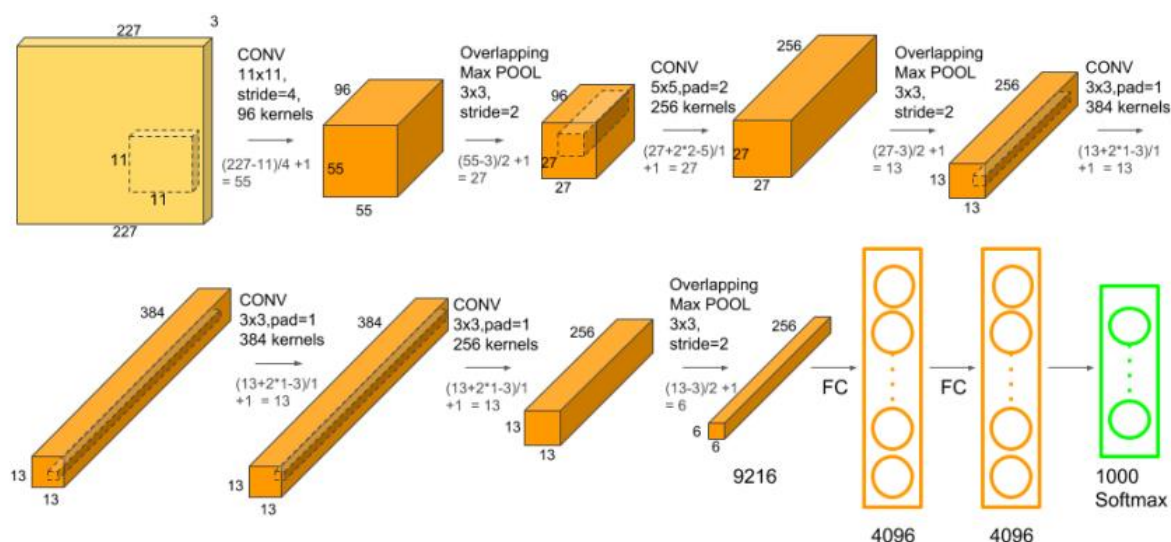 227
3
11
11
227
CONV
11x11,
stride=4,
96 kernels
(227-11)/4 +1
= 55
96
55
55
Overlapping
Max POOL
3x3,
stride=2
(55-3)/2 +1
= 27
96
27
27
CONV
5x5,pad=2
256 kernels
(27+2*2-5)/1
+1 = 27
256
27
27
Overlapping
Max POOL
3x3,
stride=2
(27-3)/2 +1
= 13
256
13
13
CONV
3x3,pad=1
384 kernels
(13+2*1-3)/1
+1 = 13
384
13
13
CONV
3x3,pad=1
384 kernels
(13+2*1-3)/1
+1 = 13
384
13
13
CONV
3x3,pad=1
256 kernels
(13+2*1-3)/1
+1 = 13
256
13
13
Overlapping
Max POOL
3x3,
stride=2
(13-3)/2 +1
= 6
256
6
6
9216
FC
4096
FC
4096
1000
Softmax